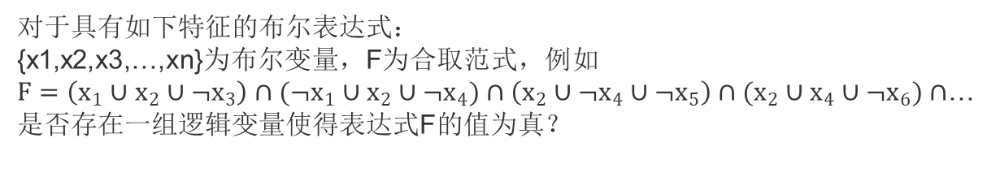 对于具有如下特征的布尔表达式：
{x1,x2,x3,…,xn}为布尔变量，F为合取范式，例如
F = (x₁ ∪ x₂ ∪ ¬x₃) ∩ (¬x₁ ∪ x₂ ∪ ¬x₄) ∩ (x₂ ∪ ¬x₄ ∪ ¬x₅) ∩ (x₂ ∪ x₄ ∪ ¬x₆) ∩…
是否存在一组逻辑变量使得表达式F的值为真？